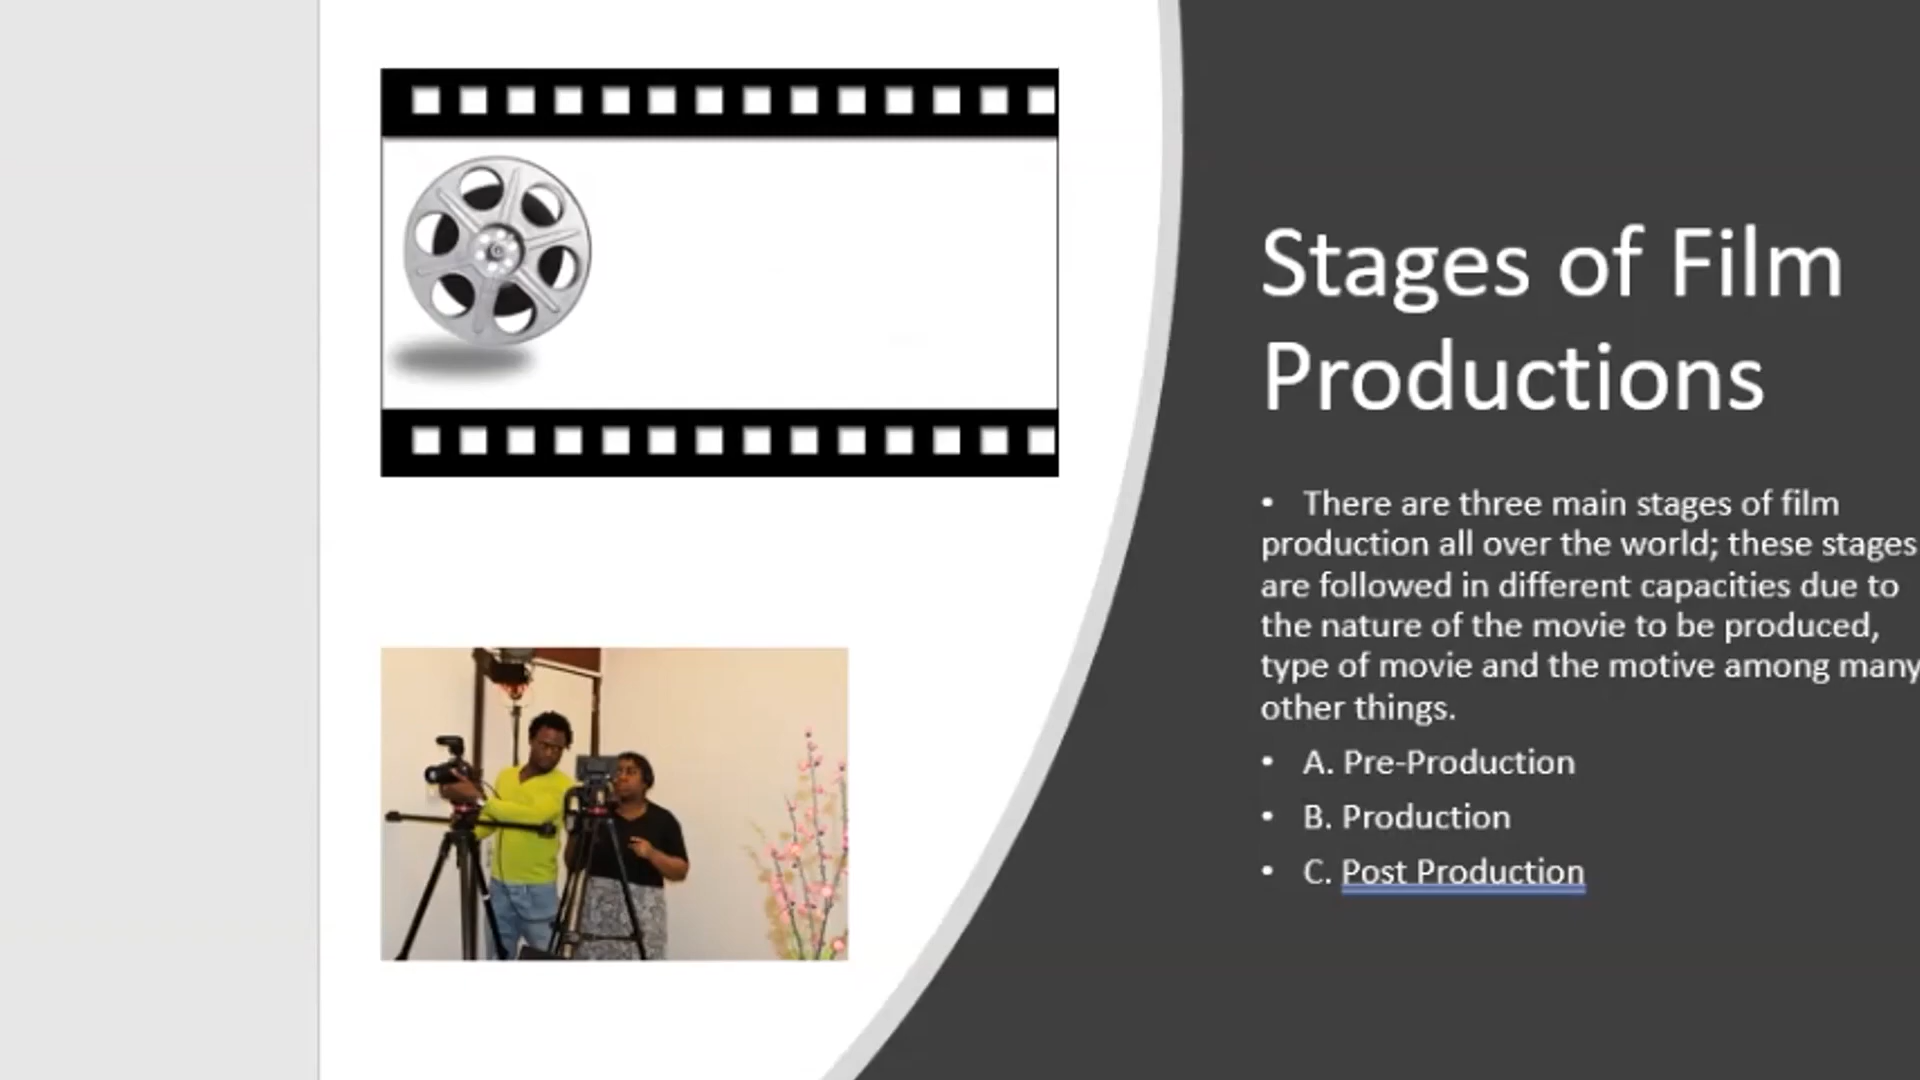 Stages of Film
Productions
• There are three main stages of film
production all over the world; these stages
are followed in different capacities due to
the nature of the movie to be produced,
type of movie and the motive among many
other things.
• A. Pre-Production
• B. Production
• C. Post Production